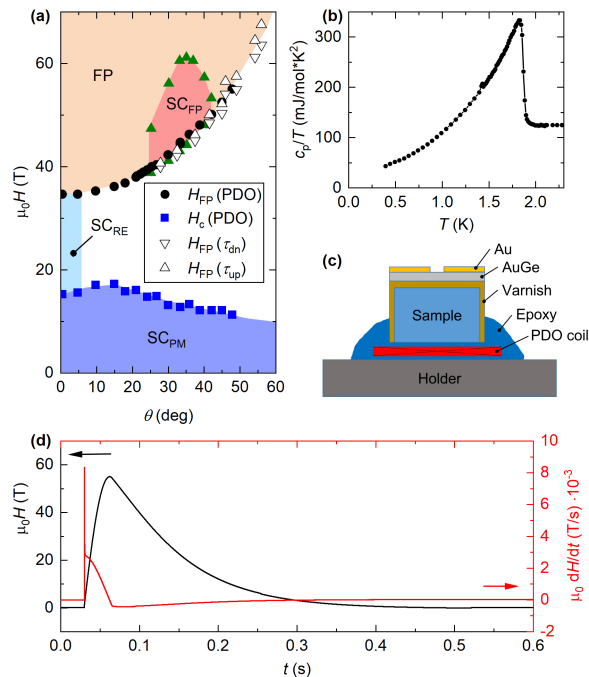 (a)
FP
SC_FP
SC_RE
SC_PM
H_FP (PDO)
H_c (PDO)
H_FP (τ_dn)
H_FP (τ_up)
μ₀H (T)
60
40
20
0
0 10 20 30 40 50 60
θ (deg)
(b)
c_p/T (mJ/mol*K²)
300
200
100
0
0.0 0.5 1.0 1.5 2.0
T (K)
(c)
Au
AuGe
Varnish
Sample
Epoxy
PDO coil
Holder
(d)
μ₀H (T)
60
40
20
0
0.0 0.1 0.2 0.3 0.4 0.5 0.6
t (s)
10
8
6
4
2
0
-2
μ₀ dH/dt (T/s) ·10⁻³